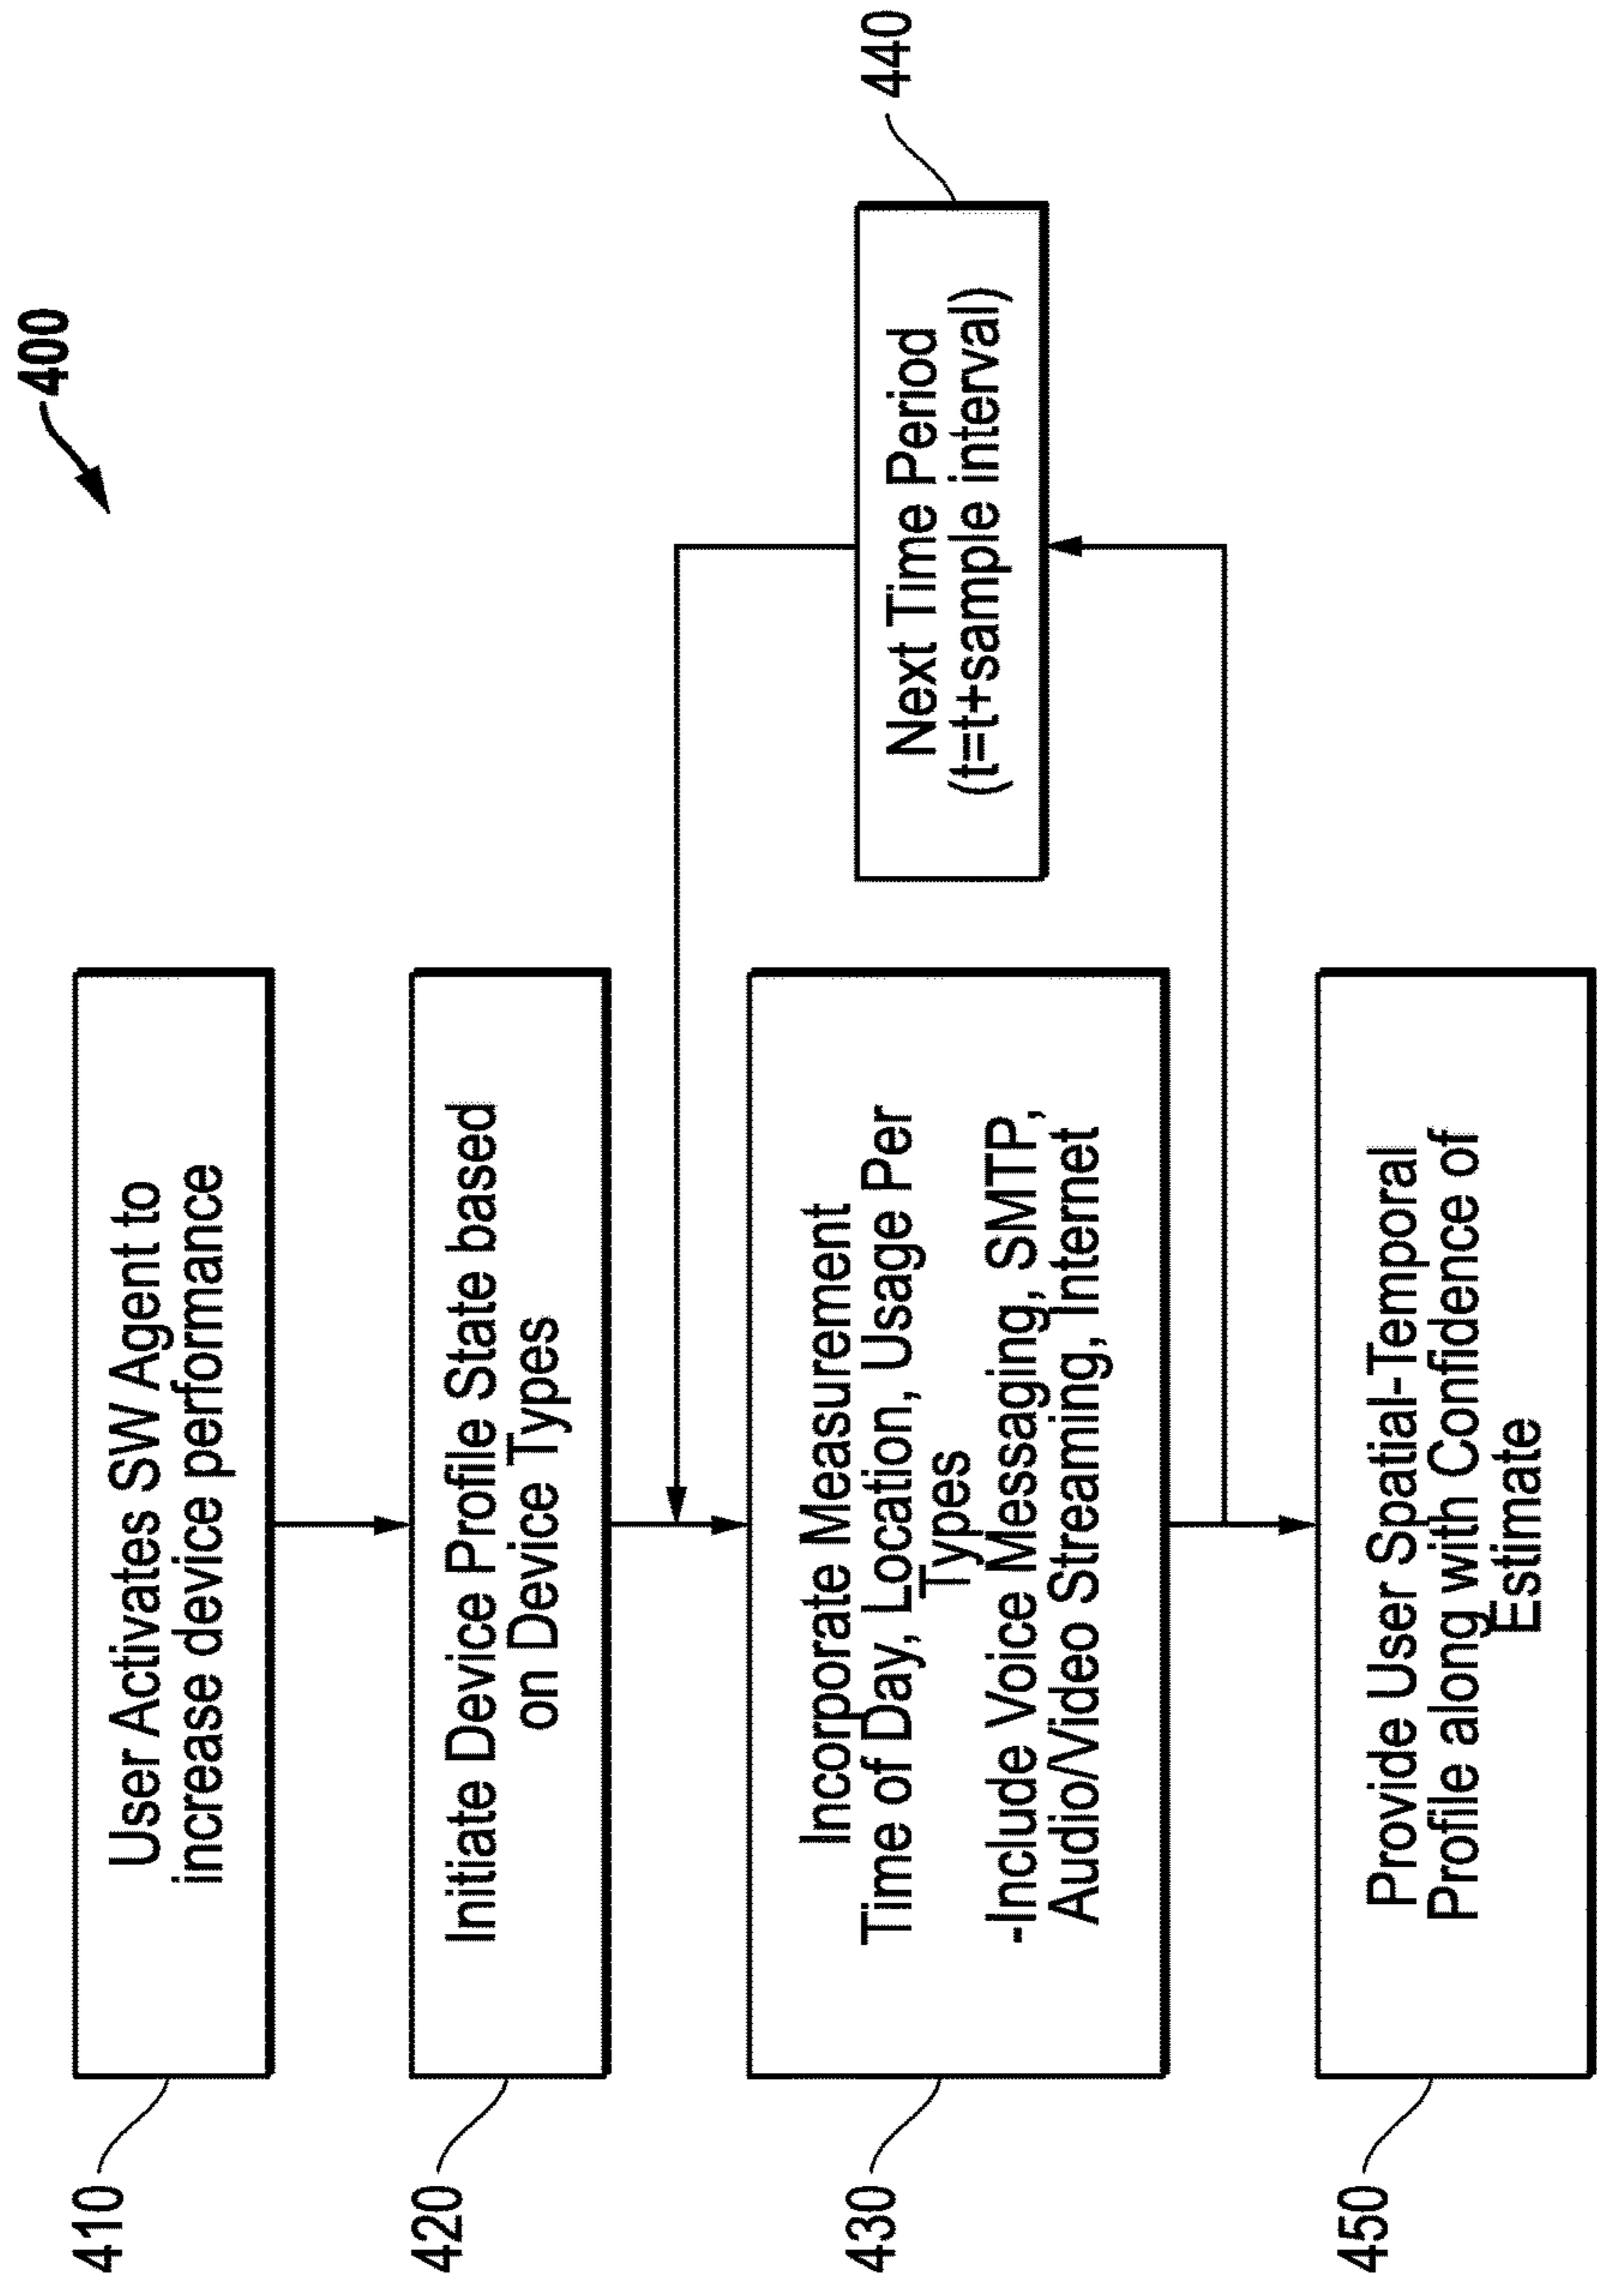 400
410
User Activates SW Agent to
increase device performance
420
Initiate Device Profile State based
on Device Types
430
Incorporate Measurement
Time of Day, Location, Usage Per
Types
-Include Voice Messaging, SMTP,
Audio/Video Streaming, Internet
440
Next Time Period
(t=t+sample interval)
450
Provide User Spatial-Temporal
Profile along with Confidence of
Estimate